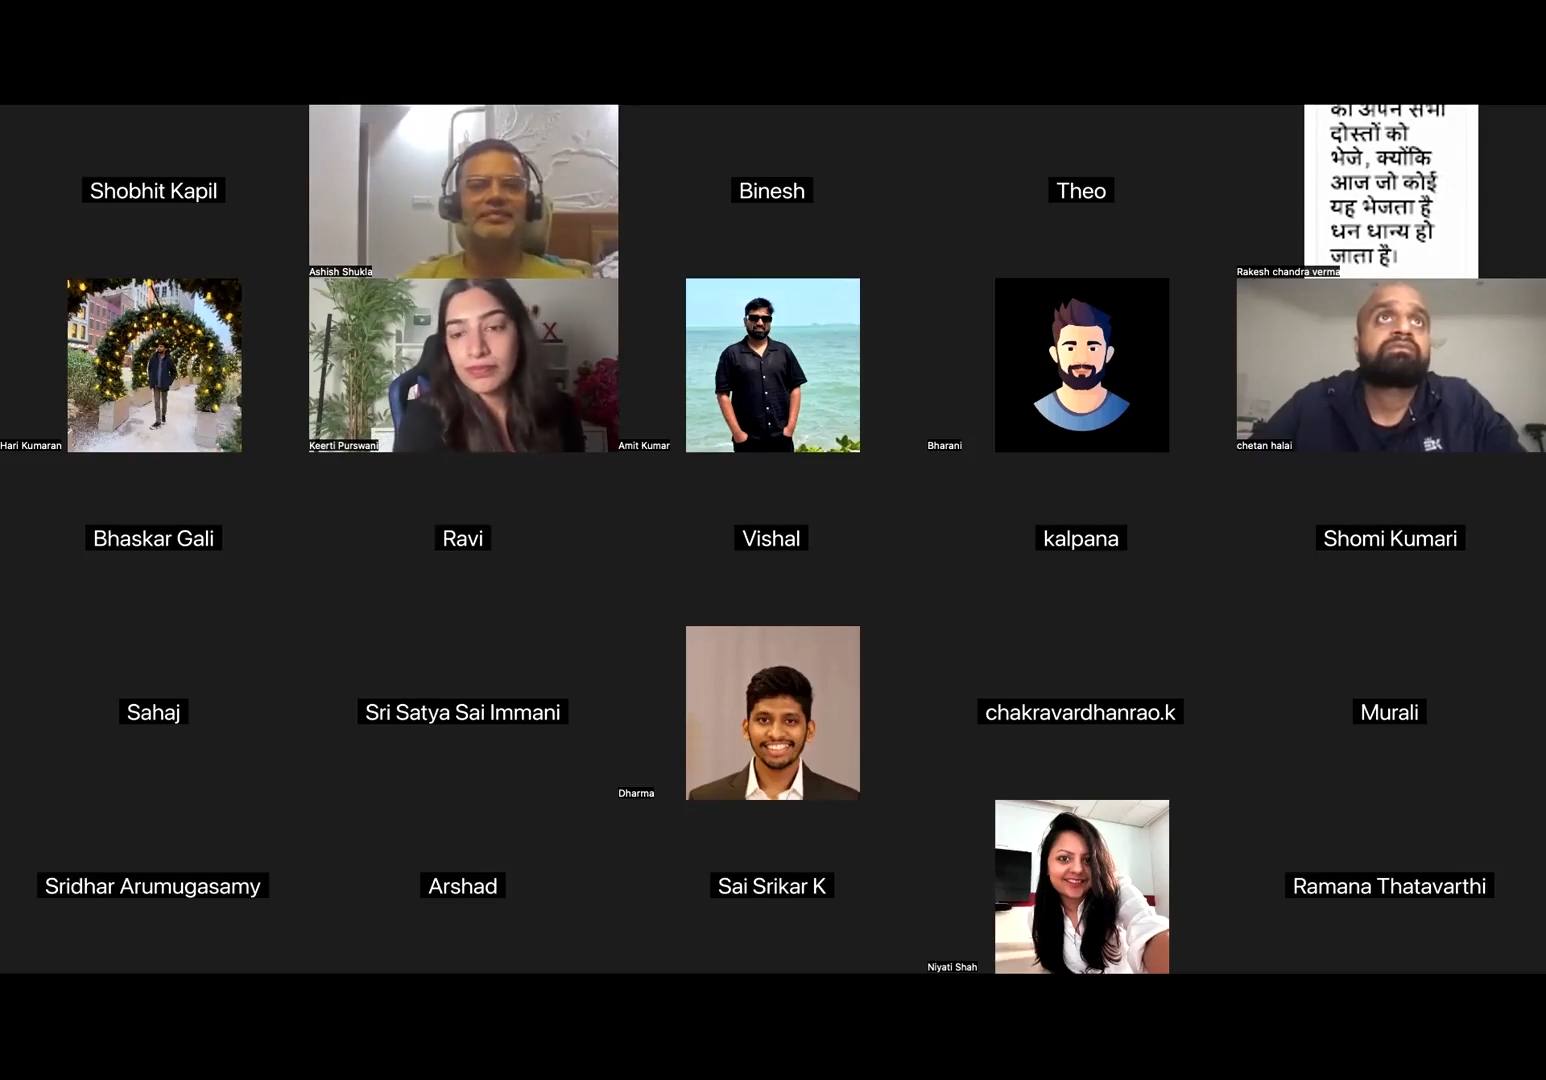 Shobhit Kapil
Ashish Shukla
Binesh
Theo
को अपने सभी
दोस्तों को
भेजे, क्योंकि
आज जो कोई
यह भेजता है
धन धान्य हो
जाता है।
Rakesh chandra verma
Hari Kumaran
Keerti Purswani
Amit Kumar
Bharani
chetan halai
Bhaskar Gali
Ravi
Vishal
kalpana
Shomi Kumari
Sahaj
Sri Satya Sai Immani
Dharma
chakravardhanrao.k
Murali
Sridhar Arumugasamy
Arshad
Sai Srikar K
Niyati Shah
Ramana Thatavarthi